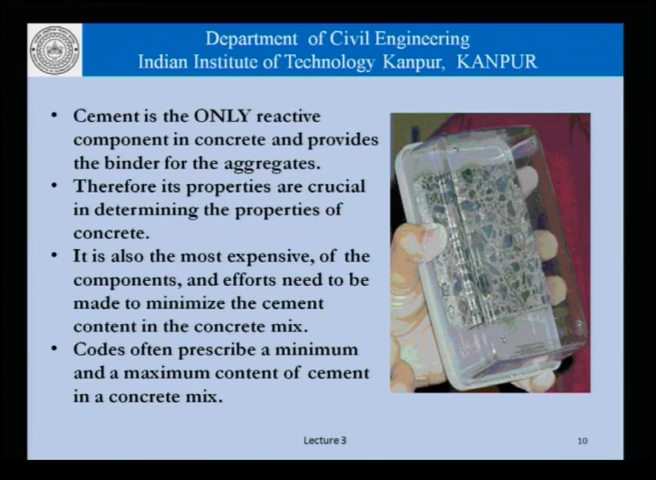 Department of Civil Engineering
Indian Institute of Technology Kanpur, KANPUR
• Cement is the ONLY reactive
component in concrete and provides
the binder for the aggregates.
• Therefore its properties are crucial
in determining the properties of
concrete.
• It is also the most expensive, of the
components, and efforts need to be
made to minimize the cement
content in the concrete mix.
• Codes often prescribe a minimum
and a maximum content of cement
in a concrete mix.
Lecture 3
10